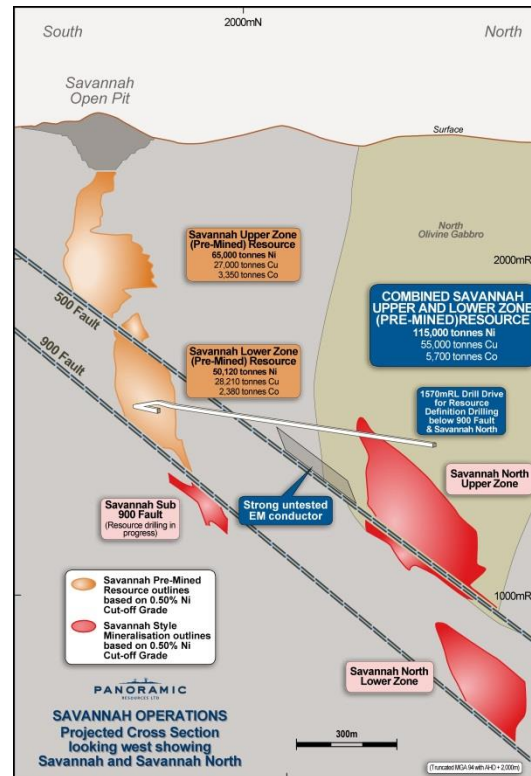 2000mN
South
North
Savannah
Open Pit
Surface
North
Olivine Gabbro
Savannah Upper Zone
(Pre-Mined) Resource
65,000 tonnes Ni
27,000 tonnes Cu
3,350 tonnes Co
2000mR
COMBINED SAVANNAH
UPPER AND LOWER ZONE
(PRE-MINED)RESOURCE
115,000 tonnes Ni
55,000 tonnes Cu
5,700 tonnes Co
500 Fault
900 Fault
Savannah Lower Zone
(Pre-Mined) Resource
50,120 tonnes Ni
28,210 tonnes Cu
2,380 tonnes Co
1570mRL Drill Drive
for Resource
Definition Drilling
below 900 Fault
& Savannah North
Savannah North
Upper Zone
Savannah Sub
900 Fault
(Resource drilling in
progress)
Strong untested
EM conductor
Savannah Pre-Mined
Resource outlines
based on 0.50% Ni
Cut-off Grade
Savannah Style
Mineralisation outlines
based on 0.50% Ni
Cut-off Grade
1000mR
Savannah North
Lower Zone
PANORAMIC
RESOURCES LTD
SAVANNAH OPERATIONS
Projected Cross Section
looking west showing
Savannah and Savannah North
300m
(Truncated MGA 94 with AHD + 2,000m)